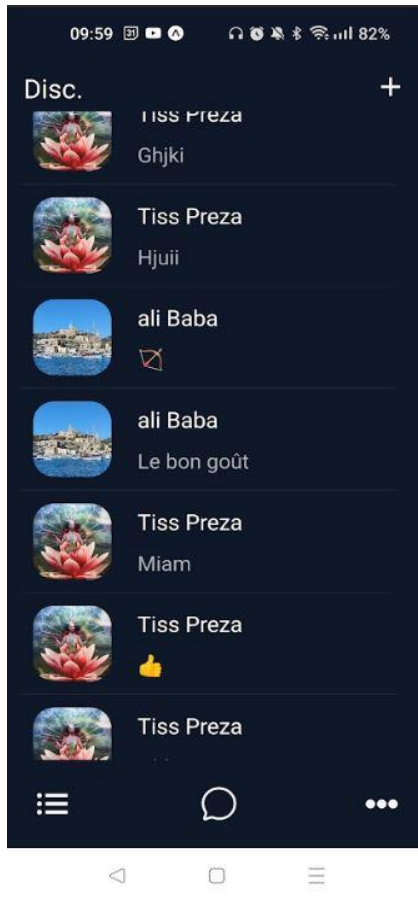 09:59 31 82%
Disc. +
Tiss Preza
Ghjki
Tiss Preza
Hjuii
ali Baba
🏹
ali Baba
Le bon goût
Tiss Preza
Miam
Tiss Preza
👍
Tiss Preza